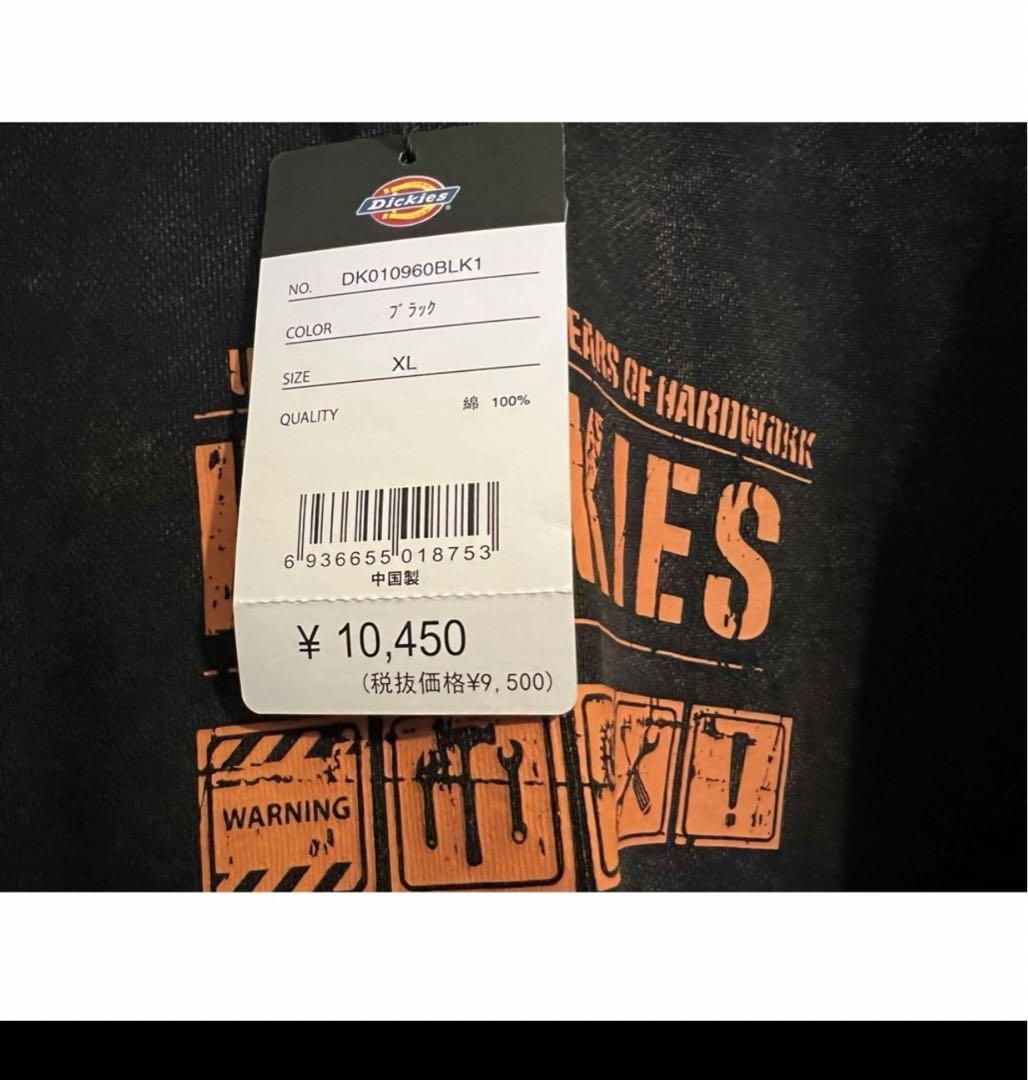 Dickies
NO. DK010960BLK1
COLOR ﾌﾞﾗｯｸ
SIZE XL
QUALITY 綿 100%
6 936655 018753
中国製
¥ 10,450
(税抜価格¥9,500)
OF HARDWORK
AS
KIES
WARNING
!